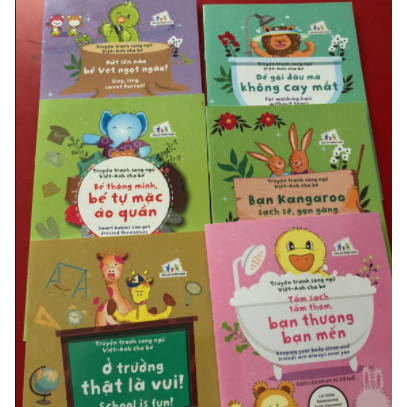 Truyện tranh song ngữ
Việt-Anh cho bé
Hót lên nào
bé Vẹt ngọt ngào!
Sing, sing,
sweet Parrot!
Truyện tranh song ngữ
Việt-Anh cho bé
Để gội đầu mà
không cay mắt
For washing hair
without tears
Truyện tranh song ngữ
Việt-Anh cho bé
Bé thông minh,
bé tự mặc
áo quần
Smart babies can get
dressed themselves
Truyện tranh song ngữ
Việt-Anh cho bé
Bạn Kangaroo
sạch sẽ, gọn gàng
Truyện tranh song ngữ
Việt-Anh cho bé
Ở trường
thật là vui!
School is fun!
Truyện tranh song ngữ
Việt-Anh cho bé
Tắm sạch
tắm thơm,
bạn thương
bạn mến
Keeping your body clean and
friends are always near you